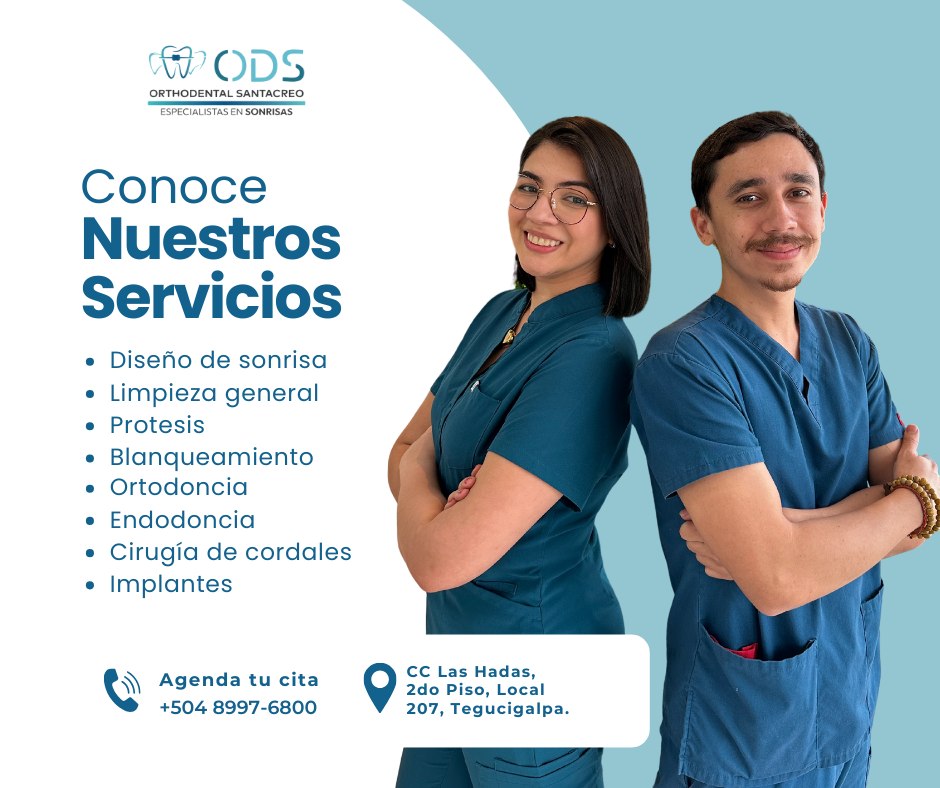 ODS
ORTHODENTAL SANTACREO
ESPECIALISTAS EN SONRISAS
Conoce
Nuestros
Servicios
• Diseño de sonrisa
• Limpieza general
• Protesis
• Blanqueamiento
• Ortodoncia
• Endodoncia
• Cirugía de cordales
• Implantes
Agenda tu cita
+504 8997-6800
CC Las Hadas,
2do Piso, Local
207, Tegucigalpa.